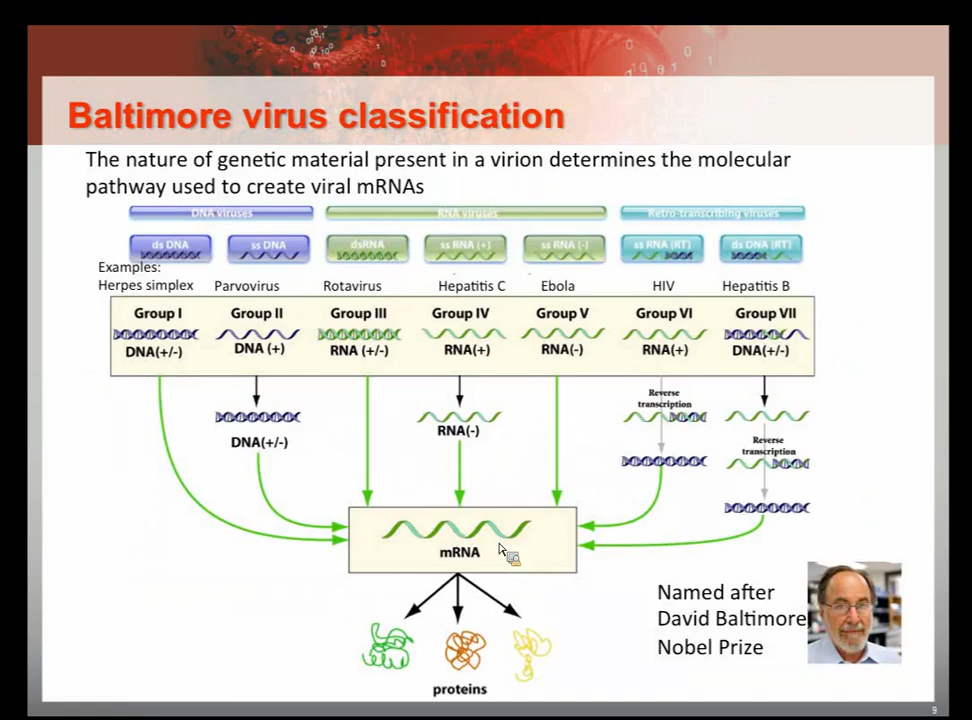 Baltimore virus classification
The nature of genetic material present in a virion determines the molecular
pathway used to create viral mRNAs
DNA viruses RNA viruses Retro-transcribing viruses
ds DNA ss DNA dsRNA ss RNA (+) ss RNA (-) ss RNA (RT) ds DNA (RT)
Examples:
Herpes simplex Parvovirus Rotavirus Hepatitis C Ebola HIV Hepatitis B
Group I Group II Group III Group IV Group V Group VI Group VII
DNA(+/-) DNA (+) RNA (+/-) RNA(+) RNA(-) RNA(+) DNA(+/-)
Reverse
transcription
RNA(-)
DNA(+/-)
Reverse
transcription
mRNA
Named after
David Baltimore
Nobel Prize
proteins
9